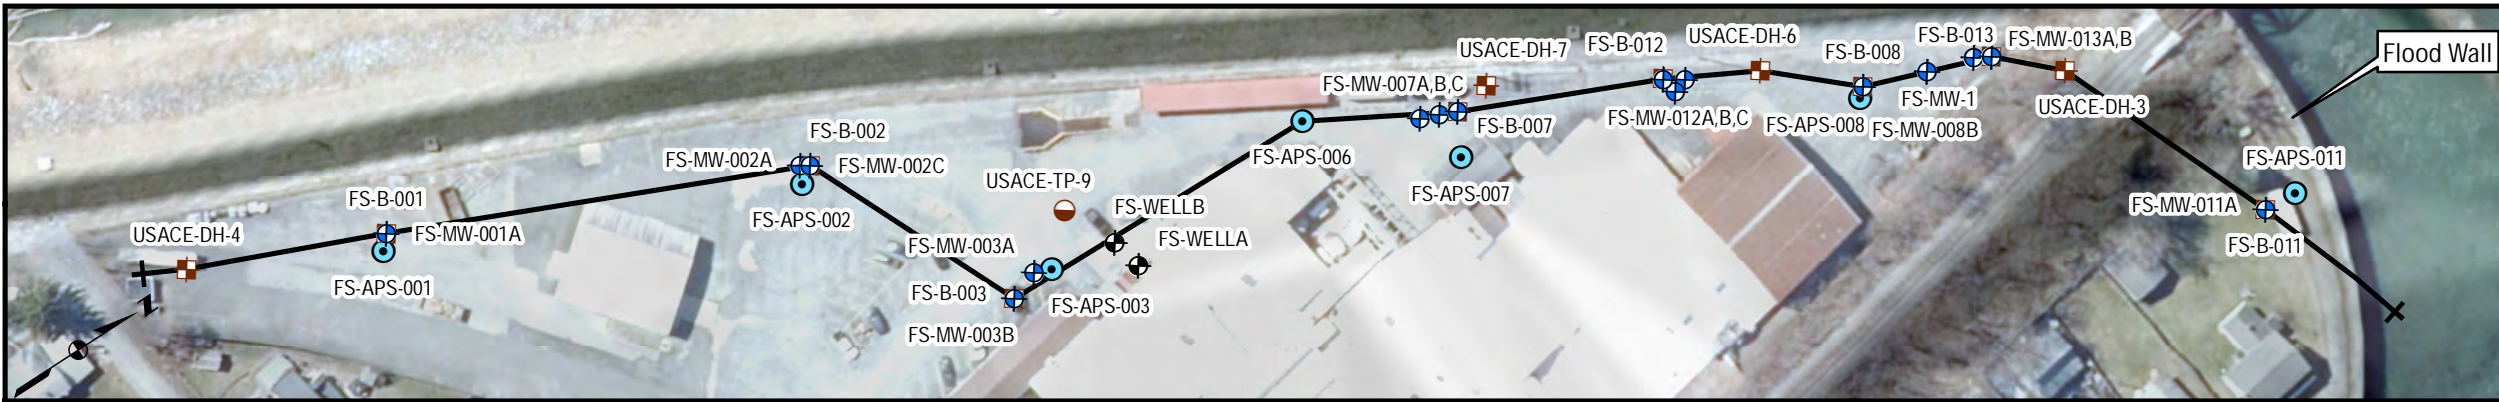 USACE-DH-4
FS-B-001
FS-MW-001A
FS-APS-001
FS-B-002
FS-MW-002A
FS-MW-002C
FS-APS-002
USACE-TP-9
FS-MW-003A
FS-B-003
FS-MW-003B
FS-APS-003
FS-WELLB
FS-WELLA
FS-APS-006
FS-MW-007A,B,C
USACE-DH-7
FS-B-007
FS-APS-007
FS-B-012
FS-MW-012A,B,C
USACE-DH-6
FS-B-008
FS-APS-008
FS-MW-008B
FS-MW-1
FS-B-013
FS-MW-013A,B
USACE-DH-3
FS-APS-011
FS-MW-011A
FS-B-011
Flood Wall